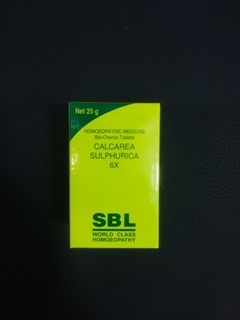 Net 25 g
HOMOEOPATHIC MEDICINE
Bio-Chemic Tablets
CALCAREA
SULPHURICA
6X
SBL
WORLD CLASS
HOMOEOPATHY